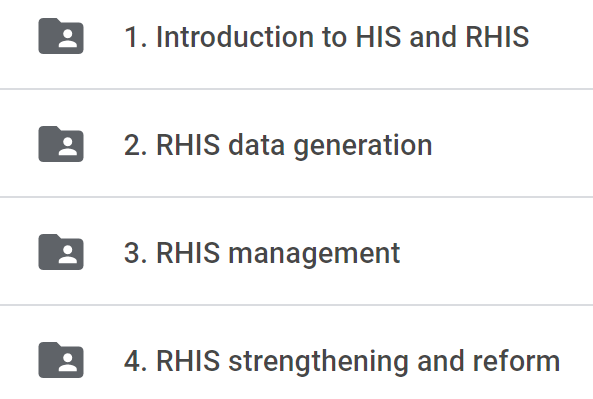 1. Introduction to HIS and RHIS
2. RHIS data generation
3. RHIS management
4. RHIS strengthening and reform